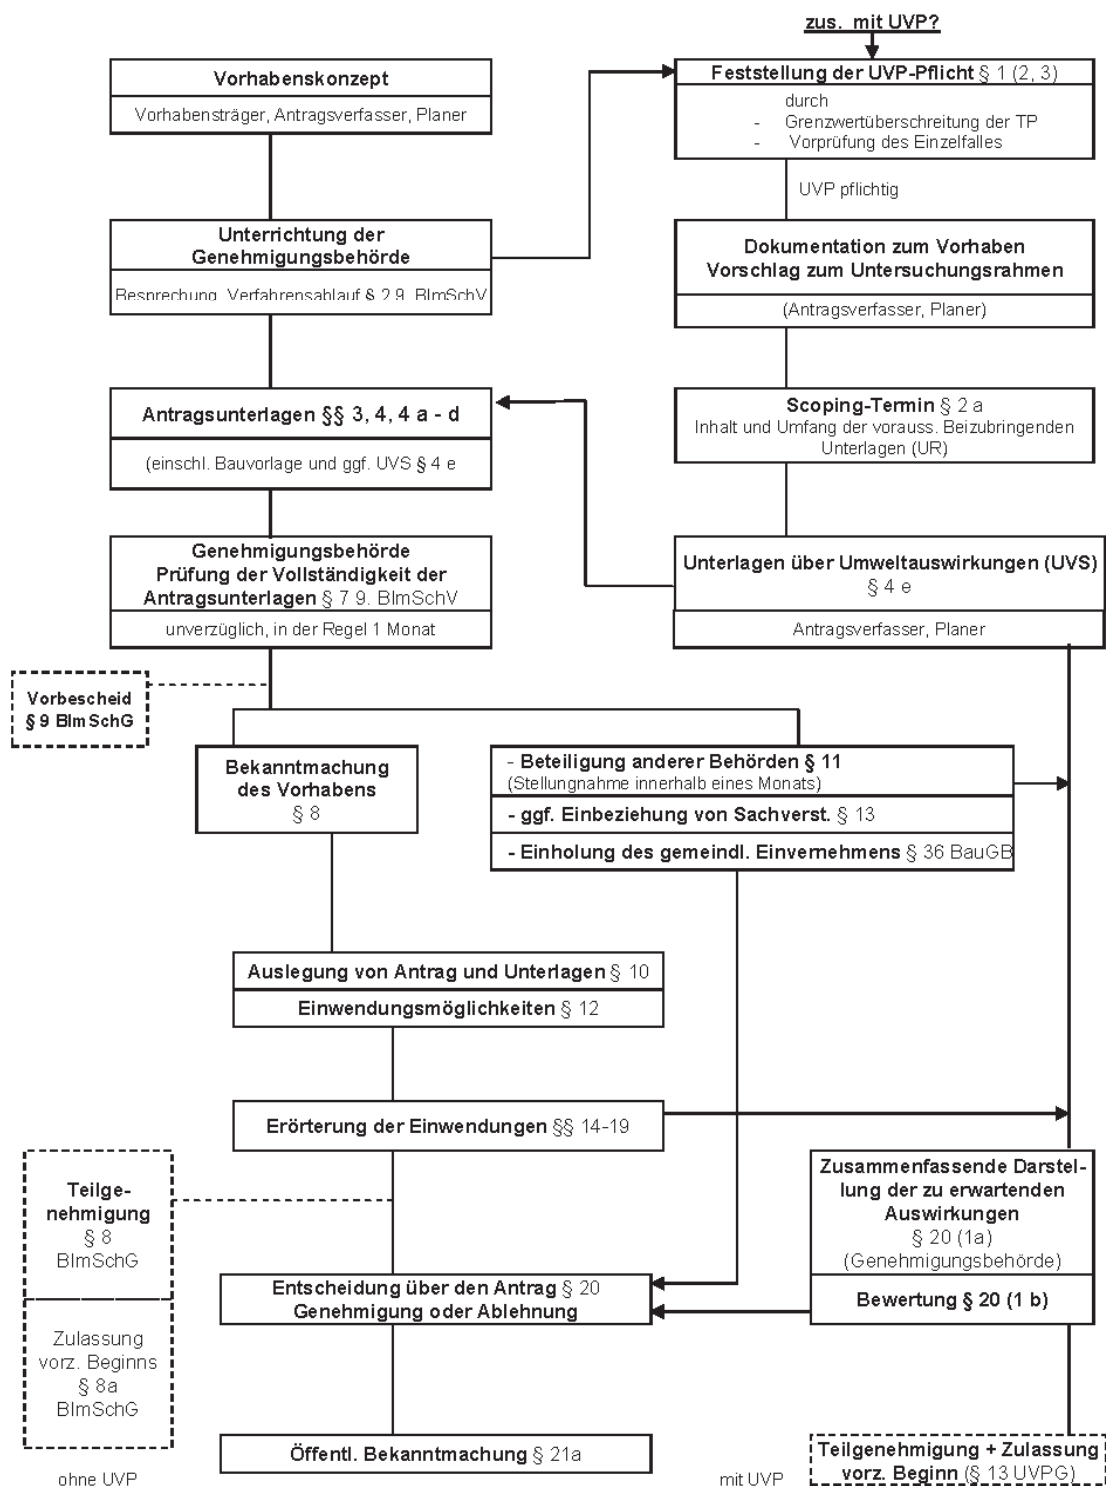 zus. mit UVP?
Vorhabenskonzept
Vorhabensträger, Antragsverfasser, Planer
Feststellung der UVP-Pflicht § 1 (2, 3)
durch
- Grenzwertüberschreitung der TP
- Vorprüfung des Einzelfalles
UVP pflichtig
Unterrichtung der
Genehmigungsbehörde
Besprechung, Verfahrensablauf § 2 9. BImSchV
Dokumentation zum Vorhaben
Vorschlag zum Untersuchungsrahmen
(Antragsverfasser, Planer)
Antragsunterlagen §§ 3, 4, 4 a - d
(einschl. Bauvorlage und ggf. UVS § 4 e
Scoping-Termin § 2 a
Inhalt und Umfang der vorauss. Beizubringenden
Unterlagen (UR)
Genehmigungsbehörde
Prüfung der Vollständigkeit der
Antragsunterlagen § 7 9. BImSchV
unverzüglich, in der Regel 1 Monat
Unterlagen über Umweltauswirkungen (UVS)
§ 4 e
Antragsverfasser, Planer
Vorbescheid
§ 9 BImSchG
Bekanntmachung
des Vorhabens
§ 8
- Beteiligung anderer Behörden § 11
(Stellungnahme innerhalb eines Monats)
- ggf. Einbeziehung von Sachverst. § 13
- Einholung des gemeindl. Einvernehmens § 36 BauGB
Auslegung von Antrag und Unterlagen § 10
Einwendungsmöglichkeiten § 12
Erörterung der Einwendungen §§ 14-19
Teilge-
nehmigung
§ 8
BImSchG
Zusammenfassende Darstel-
lung der zu erwartenden
Auswirkungen
§ 20 (1a)
(Genehmigungsbehörde)
Bewertung § 20 (1 b)
Entscheidung über den Antrag § 20
Genehmigung oder Ablehnung
Zulassung
vorz. Beginns
§ 8a
BImSchG
Öffentl. Bekanntmachung § 21a
Teilgenehmigung + Zulassung
vorz. Beginn (§ 13 UVPG)
ohne UVP
mit UVP